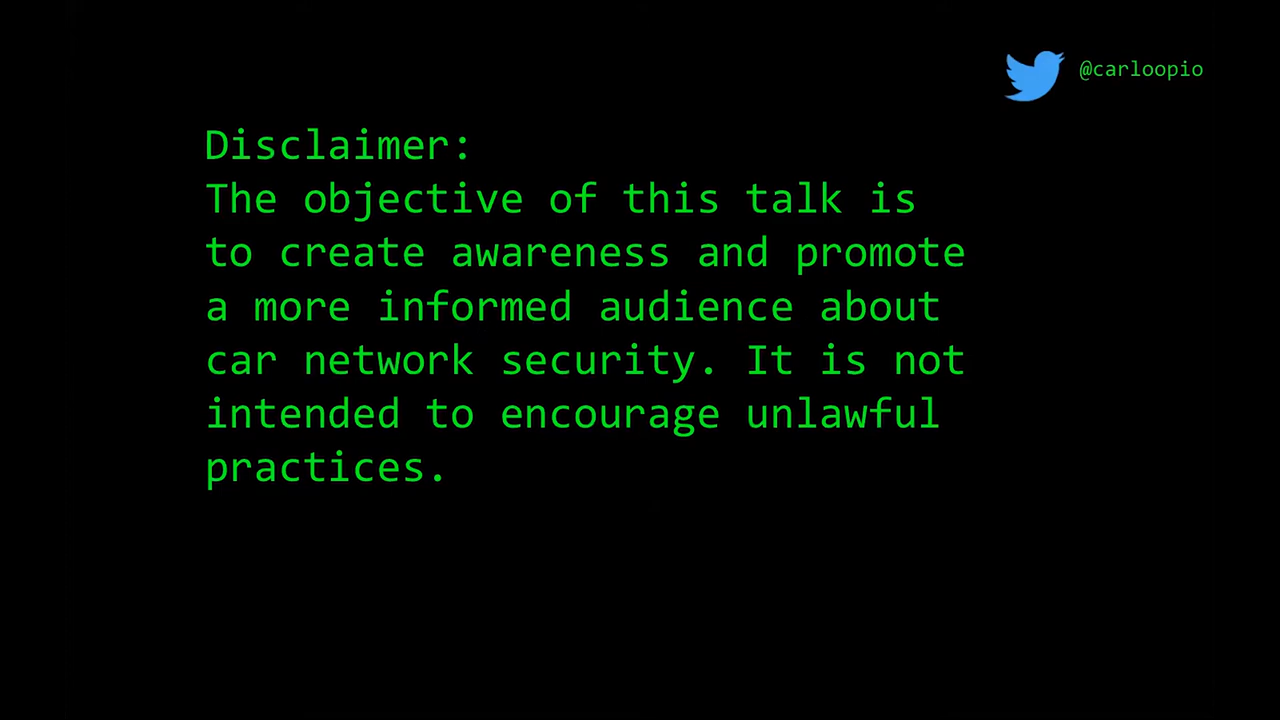 @carloopio
Disclaimer:
The objective of this talk is
to create awareness and promote
a more informed audience about
car network security. It is not
intended to encourage unlawful
practices.